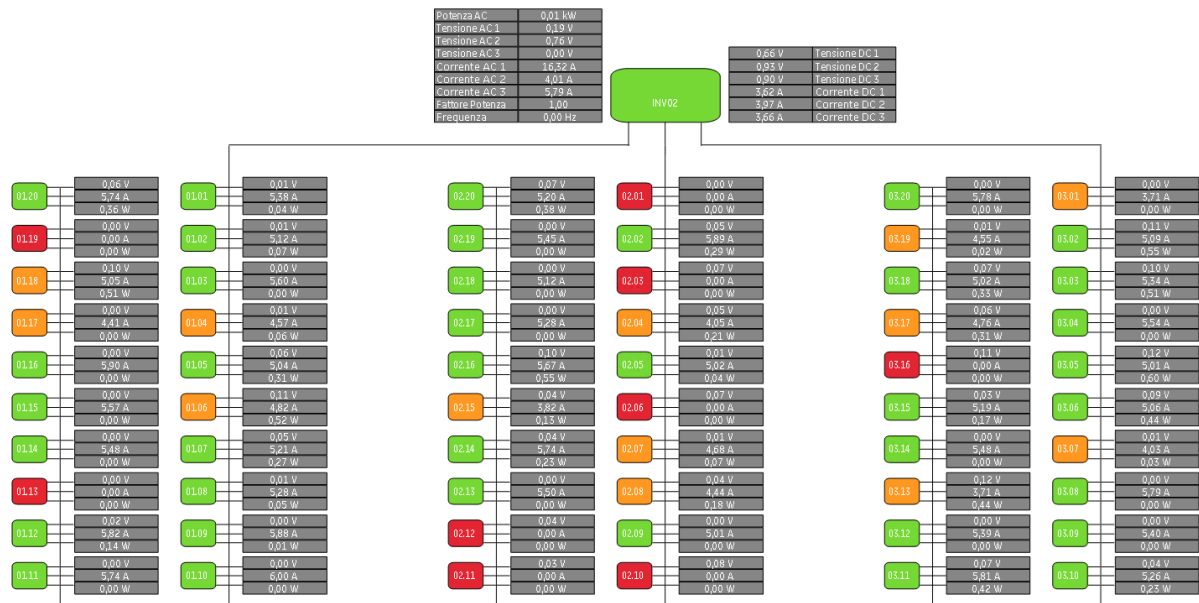 Potenza AC 0,01 kW
Tensione AC 1 0,19 V
Tensione AC 2 0,76 V
Tensione AC 3 0,00 V
Corrente AC 1 16,32 A
Corrente AC 2 4,01 A
Corrente AC 3 5,79 A
Fattore Potenza 1,00
Frequenza 0,00 Hz
INV02
0,66 V Tensione DC 1
0,93 V Tensione DC 2
0,90 V Tensione DC 3
3,62 A Corrente DC 1
3,97 A Corrente DC 2
3,66 A Corrente DC 3
0,06 V 0,01 V 0,07 V 0,00 V 0,00 V 0,00 V
01.20 5,74 A 01.01 5,38 A 02.20 5,20 A 02.01 0,00 A 03.20 5,78 A 03.01 3,71 A
0,36 W 0,04 W 0,38 W 0,00 W 0,00 W 0,00 W
0,00 V 0,01 V 0,00 V 0,05 V 0,01 V 0,11 V
01.19 0,00 A 01.02 5,12 A 02.19 5,45 A 02.02 5,89 A 03.19 4,55 A 03.02 5,09 A
0,00 W 0,07 W 0,00 W 0,29 W 0,02 W 0,55 W
0,10 V 0,00 V 0,00 V 0,07 V 0,07 V 0,10 V
01.18 5,05 A 01.03 5,60 A 02.18 5,12 A 02.03 0,00 A 03.18 5,02 A 03.03 5,34 A
0,51 W 0,00 W 0,00 W 0,00 W 0,33 W 0,51 W
0,00 V 0,01 V 0,00 V 0,05 V 0,06 V 0,00 V
01.17 4,41 A 01.04 4,57 A 02.17 5,28 A 02.04 4,05 A 03.17 4,76 A 03.04 5,54 A
0,00 W 0,06 W 0,00 W 0,21 W 0,31 W 0,00 W
0,00 V 0,06 V 0,10 V 0,01 V 0,11 V 0,12 V
01.16 5,90 A 01.05 5,04 A 02.16 5,67 A 02.05 5,02 A 03.16 0,00 A 03.05 5,01 A
0,00 W 0,31 W 0,55 W 0,04 W 0,00 W 0,60 W
0,00 V 0,11 V 0,04 V 0,07 V 0,03 V 0,09 V
01.15 5,57 A 01.06 4,82 A 02.15 3,82 A 02.06 0,00 A 03.15 5,19 A 03.06 5,06 A
0,00 W 0,52 W 0,13 W 0,00 W 0,17 W 0,44 W
0,00 V 0,05 V 0,04 V 0,01 V 0,00 V 0,01 V
01.14 5,48 A 01.07 5,21 A 02.14 5,74 A 02.07 4,68 A 03.14 5,48 A 03.07 4,03 A
0,00 W 0,27 W 0,23 W 0,07 W 0,00 W 0,03 W
0,00 V 0,01 V 0,00 V 0,04 V 0,12 V 0,00 V
01.13 0,00 A 01.08 5,28 A 02.13 5,50 A 02.08 4,44 A 03.13 3,71 A 03.08 5,79 A
0,00 W 0,05 W 0,00 W 0,18 W 0,44 W 0,00 W
0,02 V 0,00 V 0,04 V 0,00 V 0,00 V 0,00 V
01.12 5,82 A 01.09 5,88 A 02.12 0,00 A 02.09 5,01 A 03.12 5,59 A 03.09 5,40 A
0,14 W 0,01 W 0,00 W 0,00 W 0,00 W 0,00 W
0,00 V 0,00 V 0,03 V 0,08 V 0,07 V 0,04 V
01.11 5,74 A 01.10 6,00 A 02.11 0,00 A 02.10 0,00 A 03.11 5,81 A 03.10 5,26 A
0,00 W 0,00 W 0,00 W 0,00 W 0,42 W 0,23 W